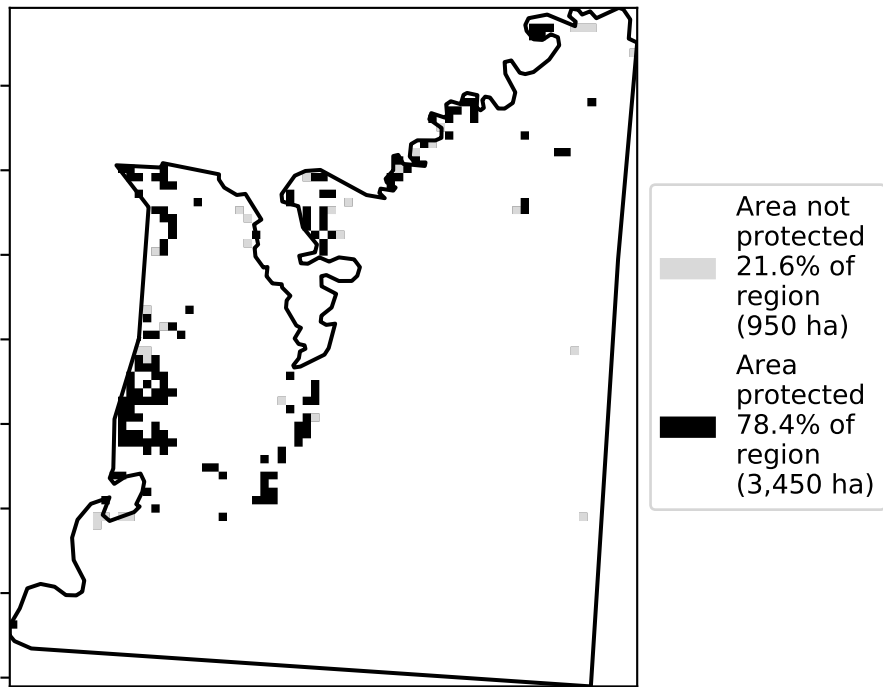 Area not
protected
21.6% of
region
(950 ha)
Area
protected
78.4% of
region
(3,450 ha)